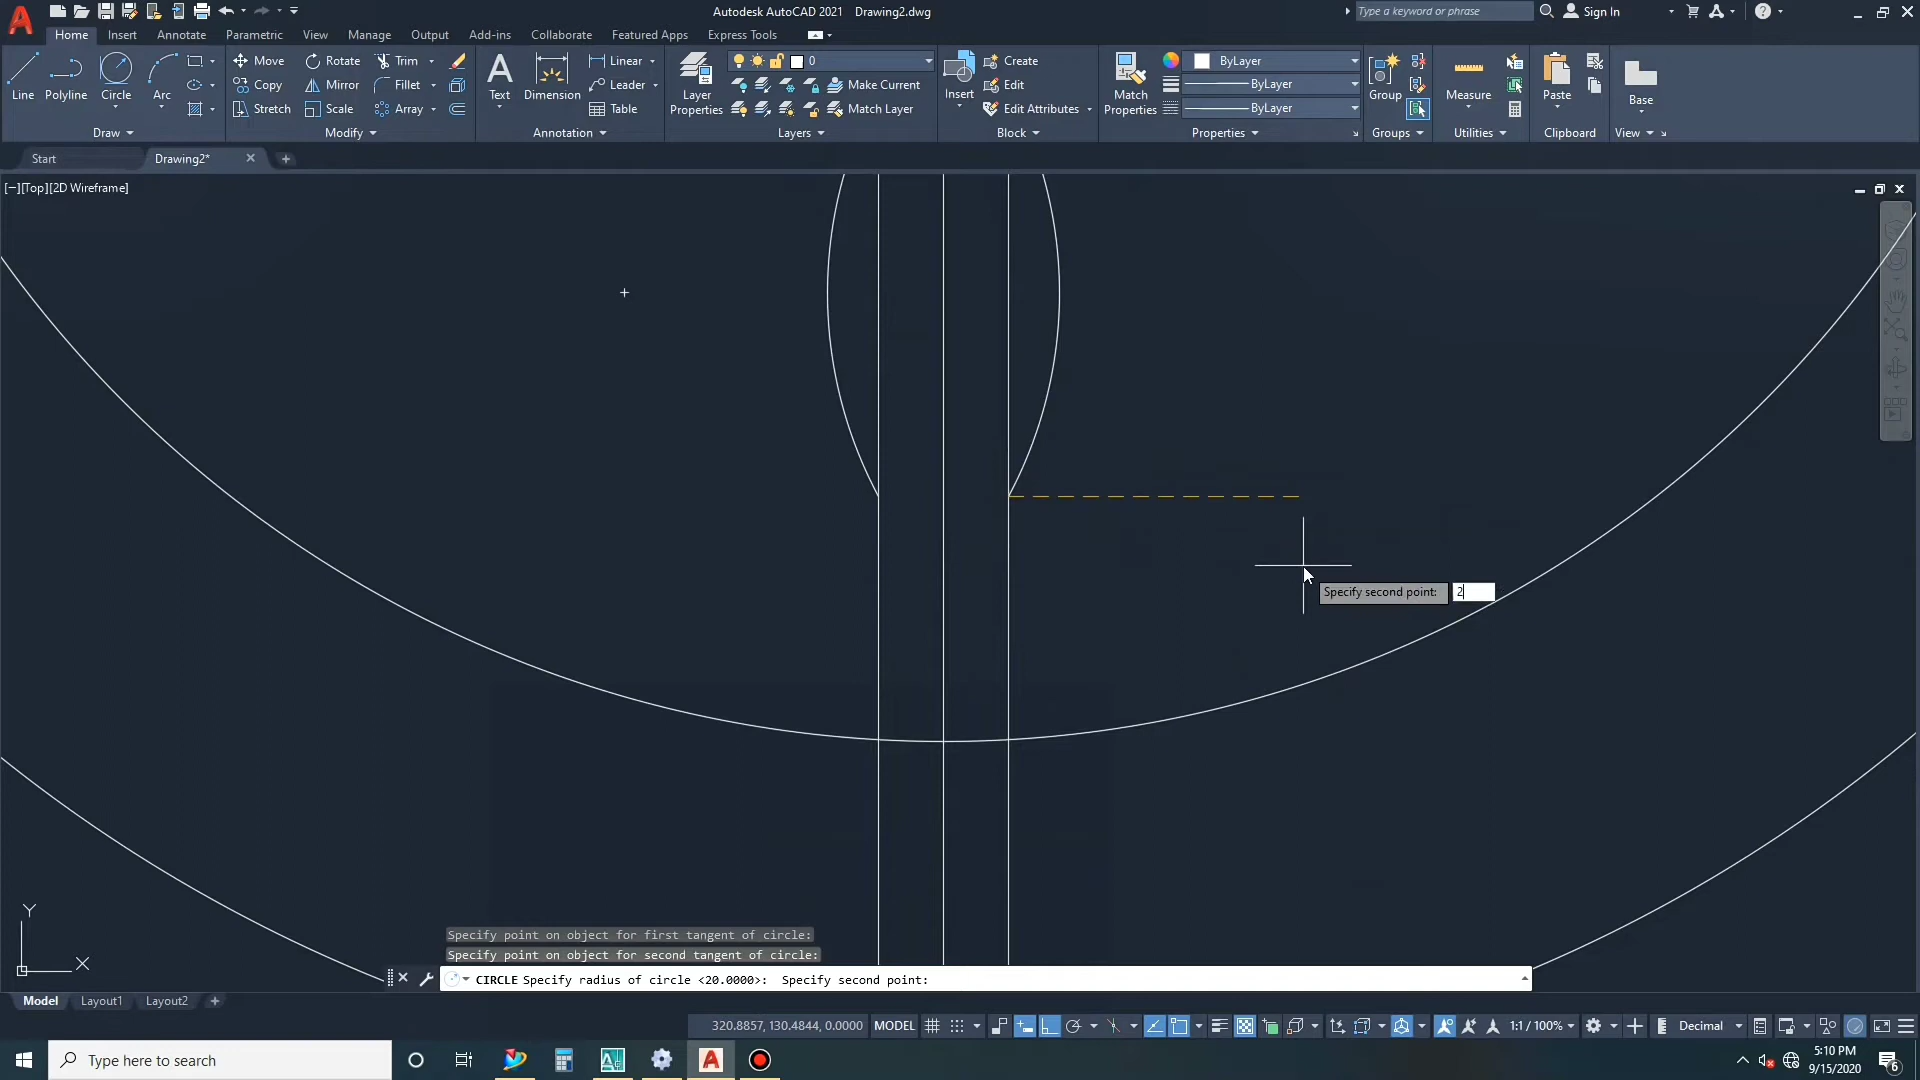 Autodesk AutoCAD 2021 Drawing2.dwg
Type a keyword or phrase
Sign In
Home Insert Annotate Parametric View Manage Output Add-ins Collaborate Featured Apps Express Tools
Line Polyline Circle Arc
Draw
Move Rotate Trim
Copy Mirror Fillet
Stretch Scale Array
Modify
Text Dimension
Linear
Leader
Table
Annotation
Layer Properties
0
Make Current
Match Layer
Layers
Insert
Create
Edit
Edit Attributes
Block
Match Properties
ByLayer
ByLayer
ByLayer
Properties
Group
Groups
Measure
Utilities
Paste
Clipboard
Base
View
Start Drawing2*
[−][Top][2D Wireframe]
Specify second point: 2
Y
X
Specify point on object for first tangent of circle:
Specify point on object for second tangent of circle:
CIRCLE Specify radius of circle <20.0000>: Specify second point:
Model Layout1 Layout2
320.8857, 130.4844, 0.0000 MODEL 1:1 / 100% Decimal
Type here to search
5:10 PM
9/15/2020
6